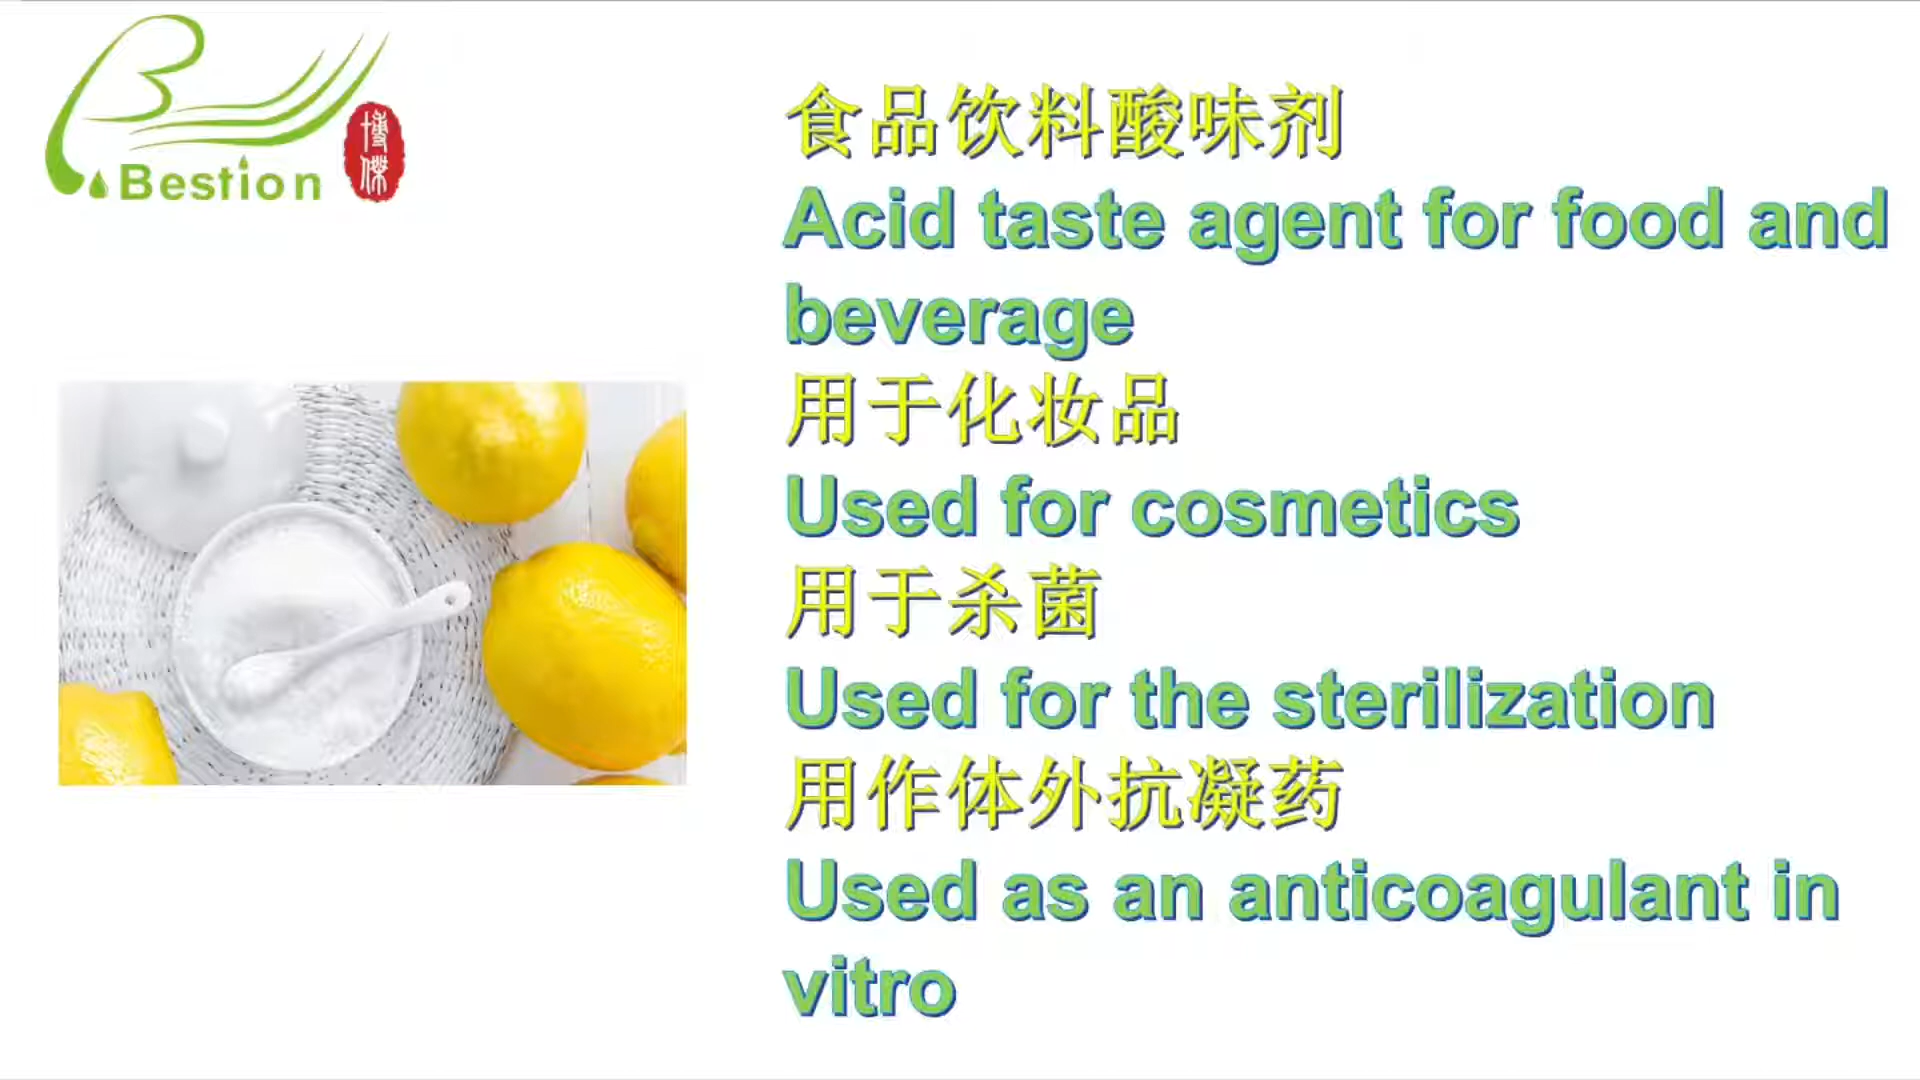 Bestion
博傑
食品饮料酸味剂
Acid taste agent for food and
beverage
用于化妆品
Used for cosmetics
用于杀菌
Used for the sterilization
用作体外抗凝药
Used as an anticoagulant in
vitro